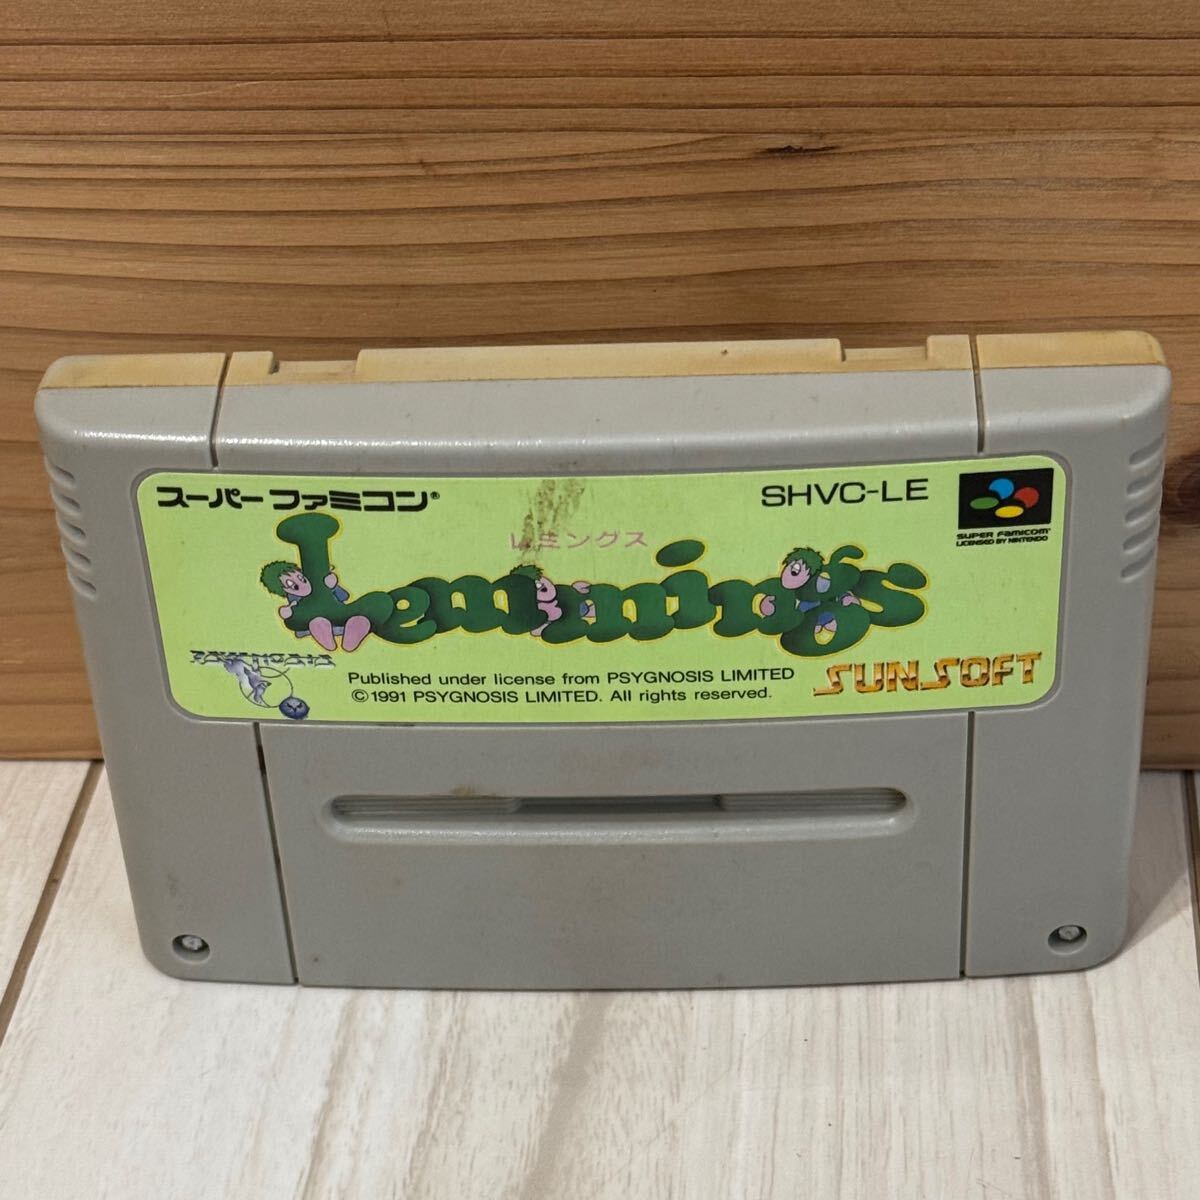 スーパーファミコン®
SHVC-LE
SUPER FAMICOM
LICENSED BY NINTENDO
レミングス
Lemmings
PSYGNOSIS
Published under license from PSYGNOSIS LIMITED
©1991 PSYGNOSIS LIMITED. All rights reserved.
SUNSOFT